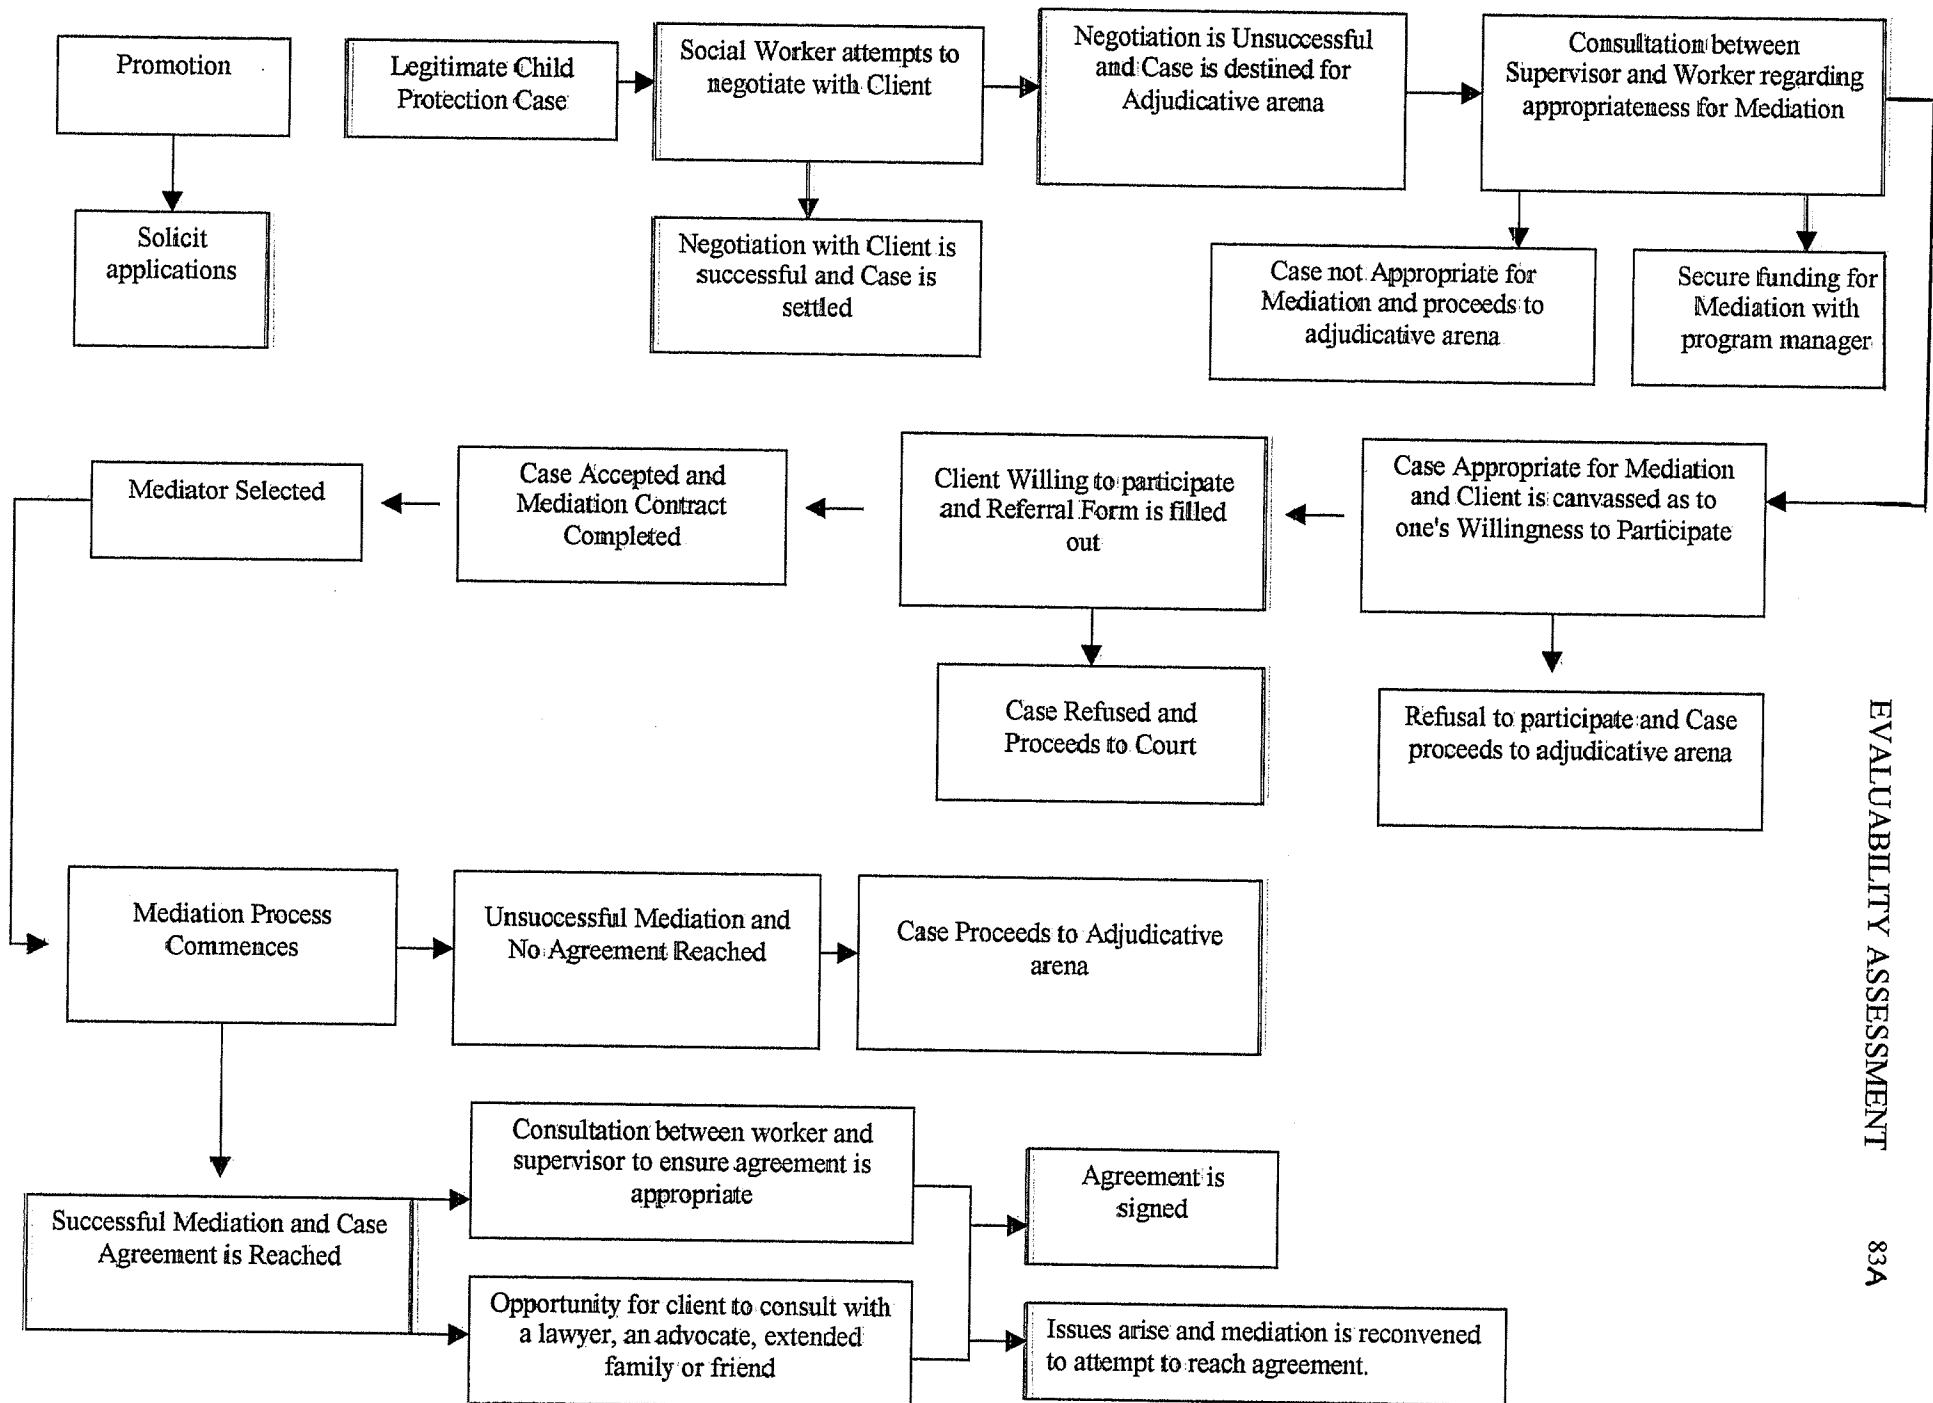 Promotion
Solicit
applications
Legitimate Child
Protection Case
Social Worker attempts to
negotiate with Client
Negotiation with Client is
successful and Case is
settled
Negotiation is Unsuccessful
and Case is destined for
Adjudicative arena
Consultation between
Supervisor and Worker regarding
appropriateness for Mediation
Case not Appropriate for
Mediation and proceeds to
adjudicative arena
Secure funding for
Mediation with
program manager
Case Appropriate for Mediation
and Client is canvassed as to
one's Willingness to Participate
Refusal to participate and Case
proceeds to adjudicative arena
Client Willing to participate
and Referral Form is filled
out
Case Refused and
Proceeds to Court
Case Accepted and
Mediation Contract
Completed
Mediator Selected
Mediation Process
Commences
Unsuccessful Mediation and
No Agreement Reached
Case Proceeds to Adjudicative
arena
Successful Mediation and Case
Agreement is Reached
Consultation between worker and
supervisor to ensure agreement is
appropriate
Opportunity for client to consult with
a lawyer, an advocate, extended
family or friend
Agreement is
signed
Issues arise and mediation is reconvened
to attempt to reach agreement.
EVALUABILITY ASSESSMENT 83A